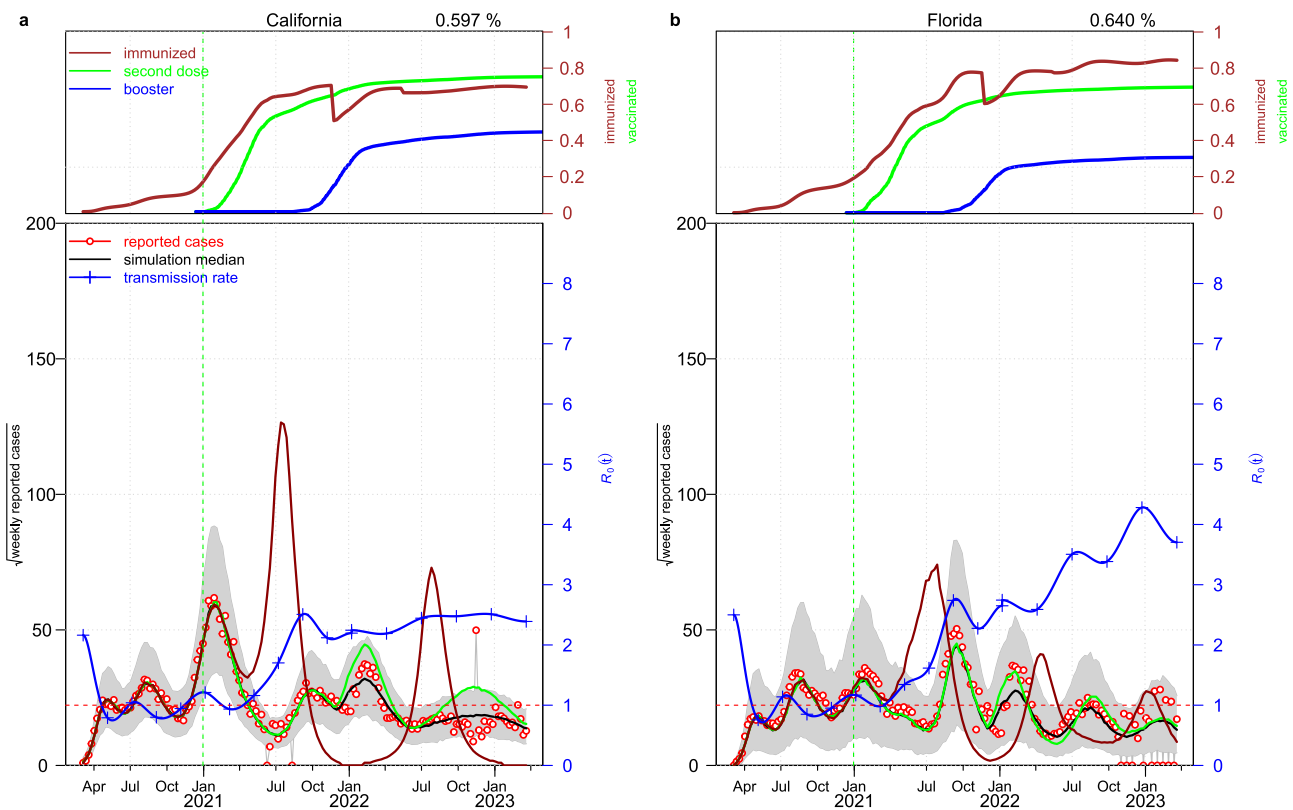 a California 0.597 %
immunized
second dose
booster
1
0.8
0.6
0.4
0.2
0
immunized
vaccinated
200
150
100
50
0
√weekly reported cases
reported cases
simulation median
transmission rate
8
7
6
5
4
3
2
1
0
R0(t)
Apr Jul Oct Jan Jul Oct Jan Jul Oct Jan
2021 2022 2023
b Florida 0.640 %
1
0.8
0.6
0.4
0.2
0
immunized
vaccinated
200
150
100
50
0
√weekly reported cases
8
7
6
5
4
3
2
1
0
R0(t)
Apr Jul Oct Jan Jul Oct Jan Jul Oct Jan
2021 2022 2023